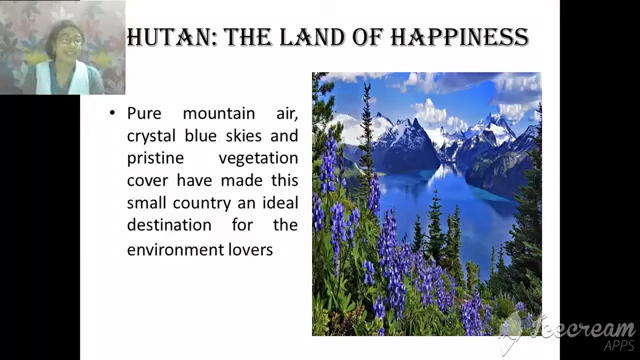 HUTAN: THE LAND OF HAPPINESS
• Pure mountain air,
crystal blue skies and
pristine vegetation
cover have made this
small country an ideal
destination for the
environment lovers
Icecream
APPS